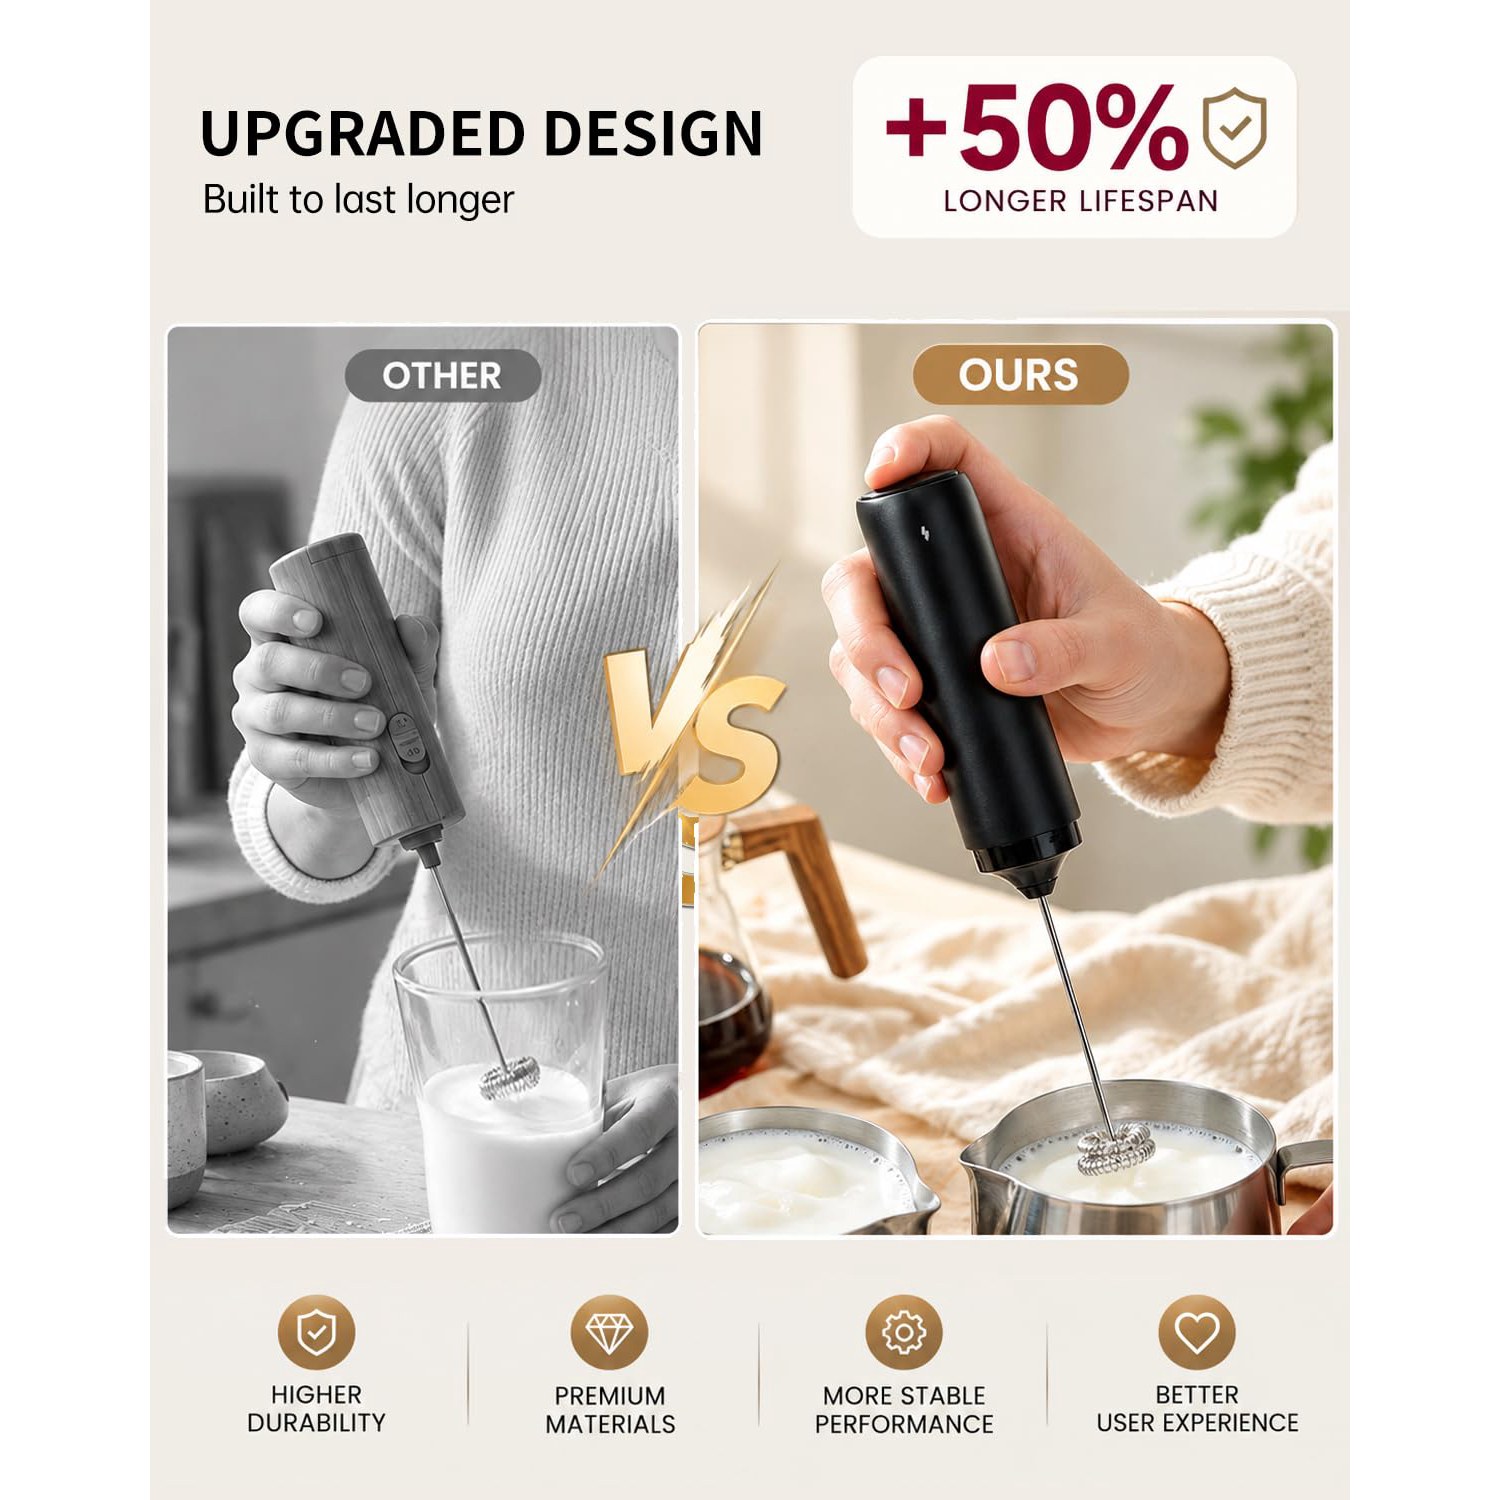 UPGRADED DESIGN
Built to last longer
+50%
LONGER LIFESPAN
OTHER
OURS
VS
HIGHER
DURABILITY
PREMIUM
MATERIALS
MORE STABLE
PERFORMANCE
BETTER
USER EXPERIENCE